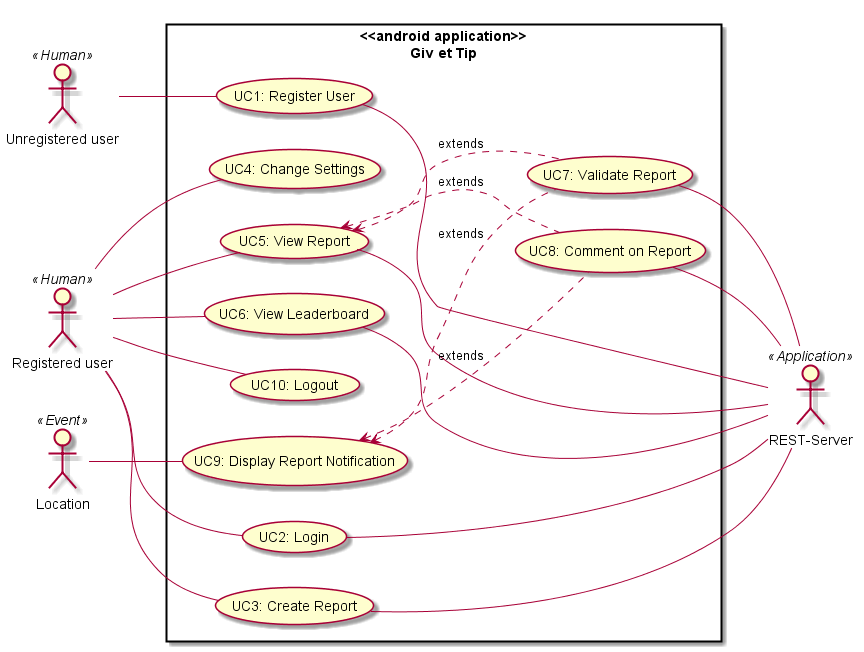 <<android application>>
Giv et Tip
«Human»
Unregistered user
UC1: Register User
extends
UC4: Change Settings
UC7: Validate Report
extends
extends
UC5: View Report
UC8: Comment on Report
«Human»
Registered user
UC6: View Leaderboard
extends
«Application»
REST-Server
UC10: Logout
«Event»
Location
UC9: Display Report Notification
UC2: Login
UC3: Create Report